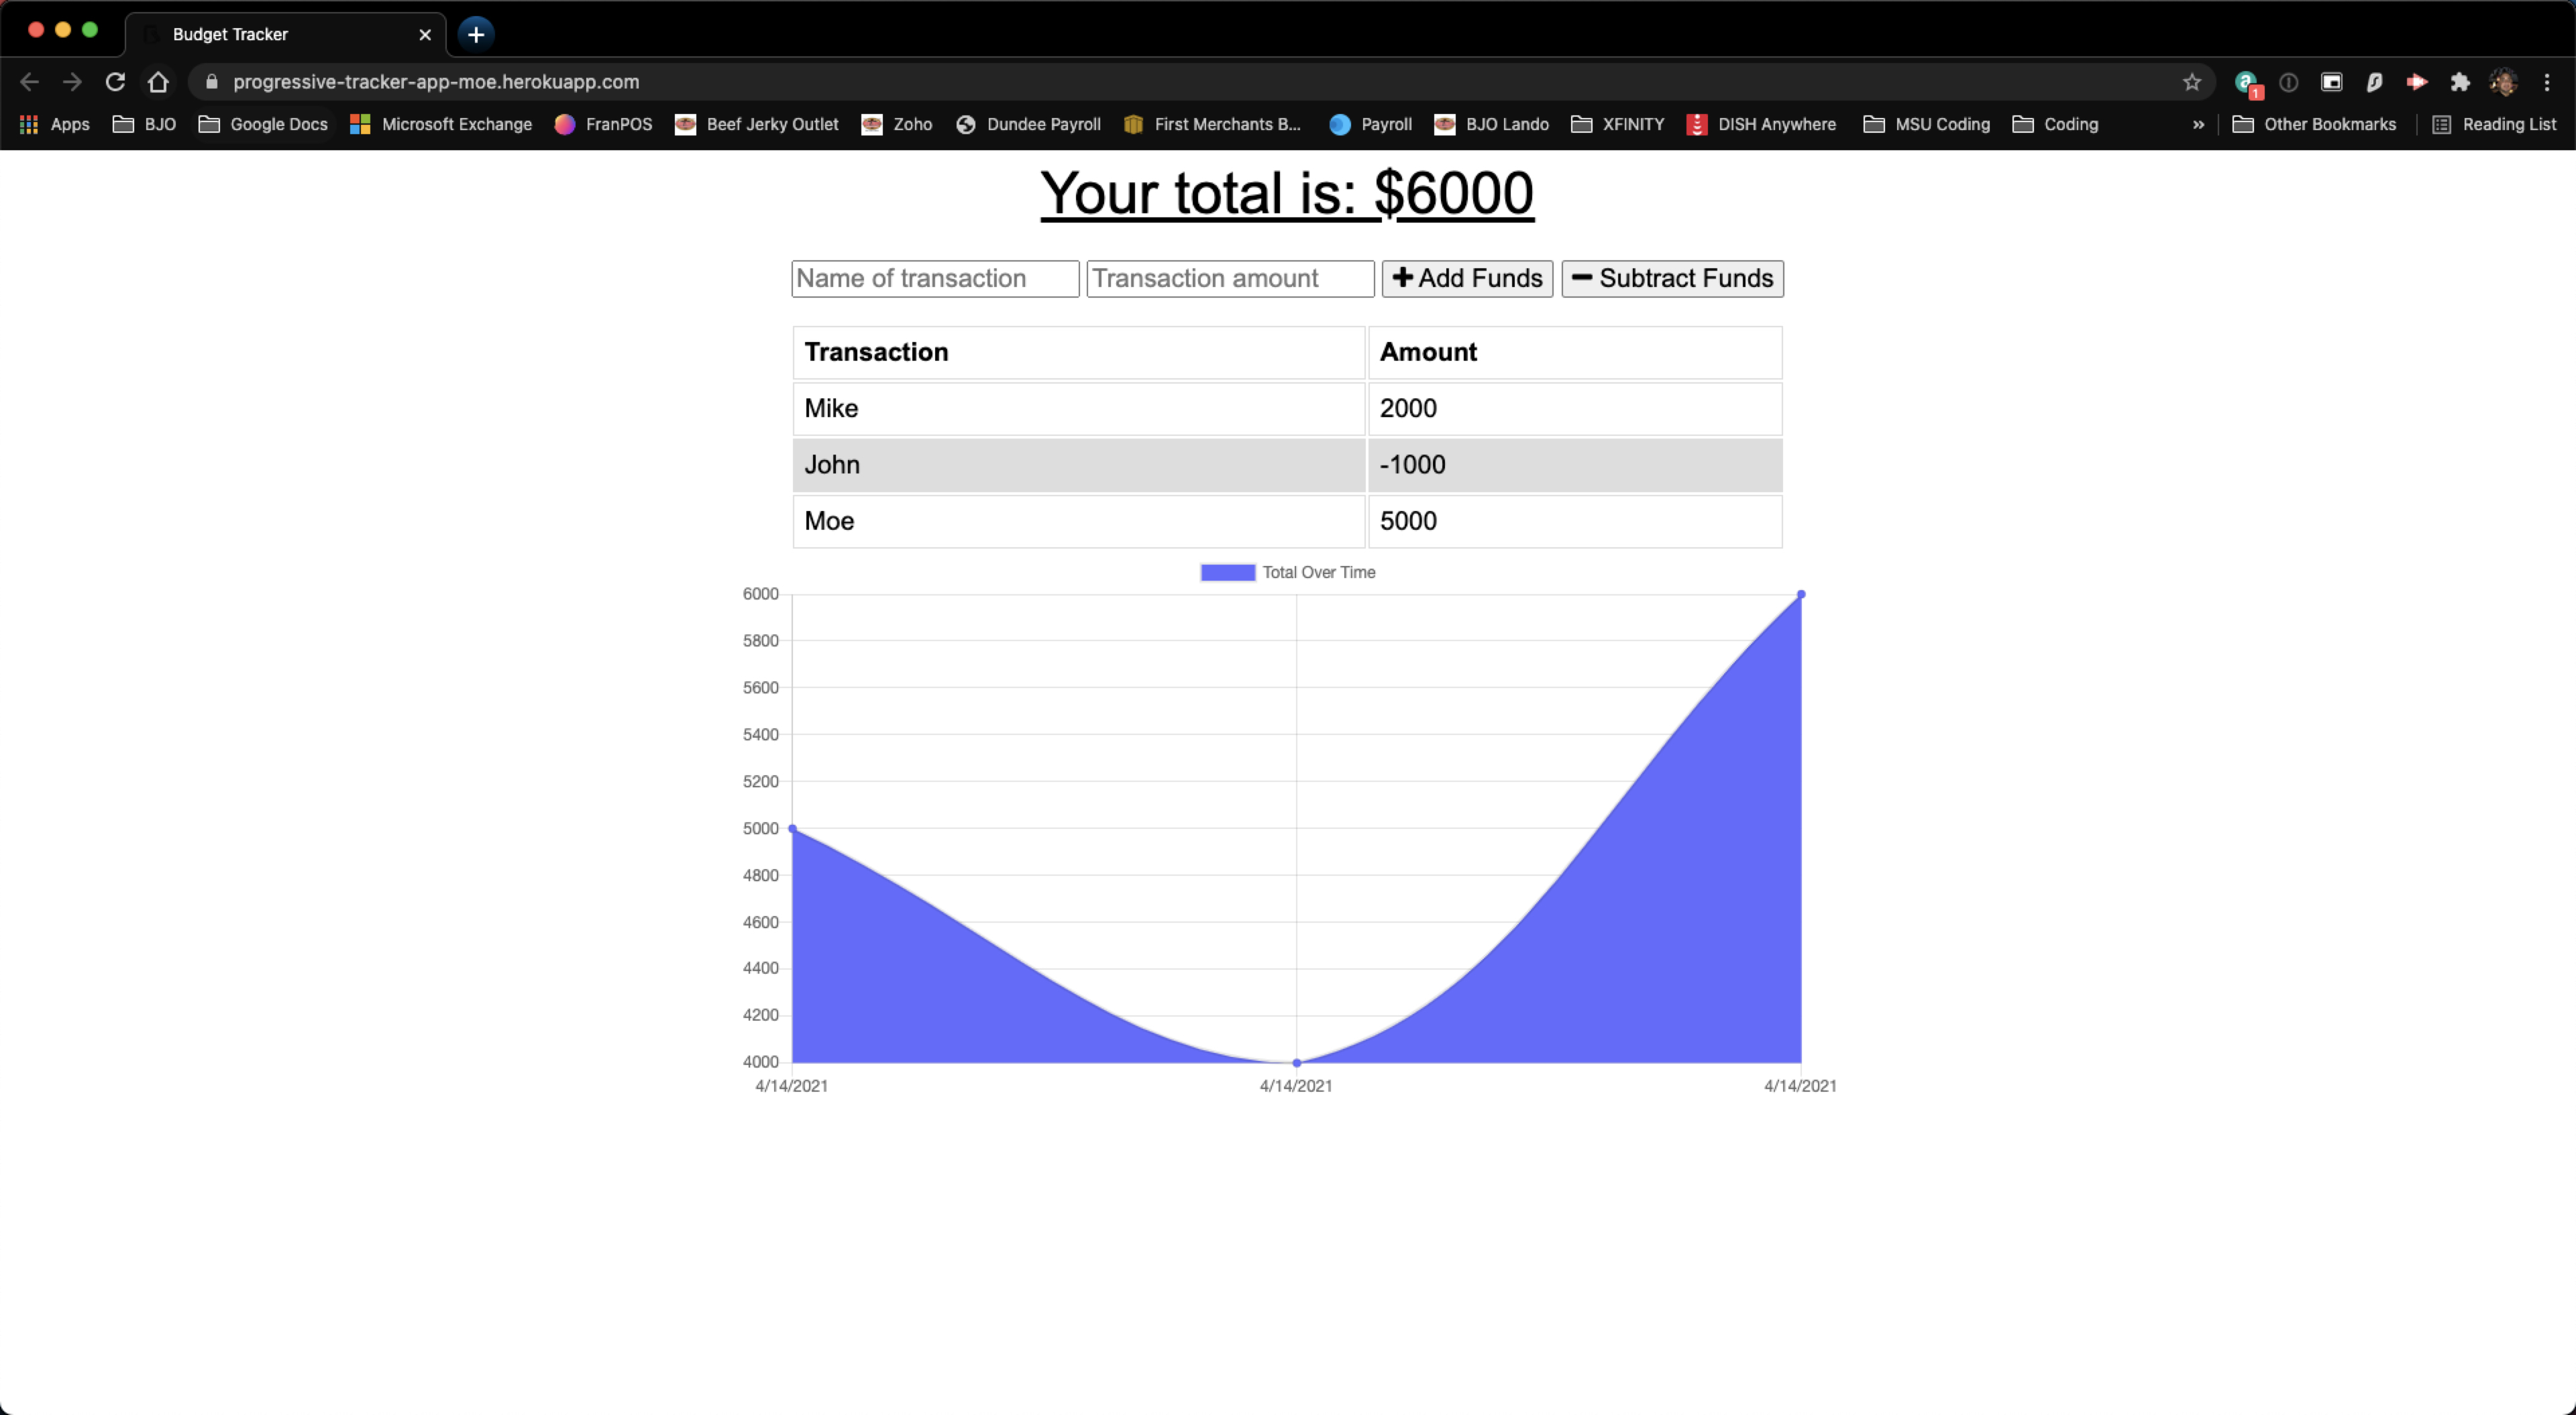 Budget Tracker
progressive-tracker-app-moe.herokuapp.com
1
Apps BJO Google Docs Microsoft Exchange FranPOS Beef Jerky Outlet Zoho Dundee Payroll First Merchants B... Payroll BJO Lando XFINITY DISH Anywhere MSU Coding Coding » Other Bookmarks Reading List
Your total is: $6000
Name of transaction Transaction amount Add Funds Subtract Funds
Transaction Amount
Mike 2000
John -1000
Moe 5000
Total Over Time
6000
5800
5600
5400
5200
5000
4800
4600
4400
4200
4000
4/14/2021 4/14/2021 4/14/2021